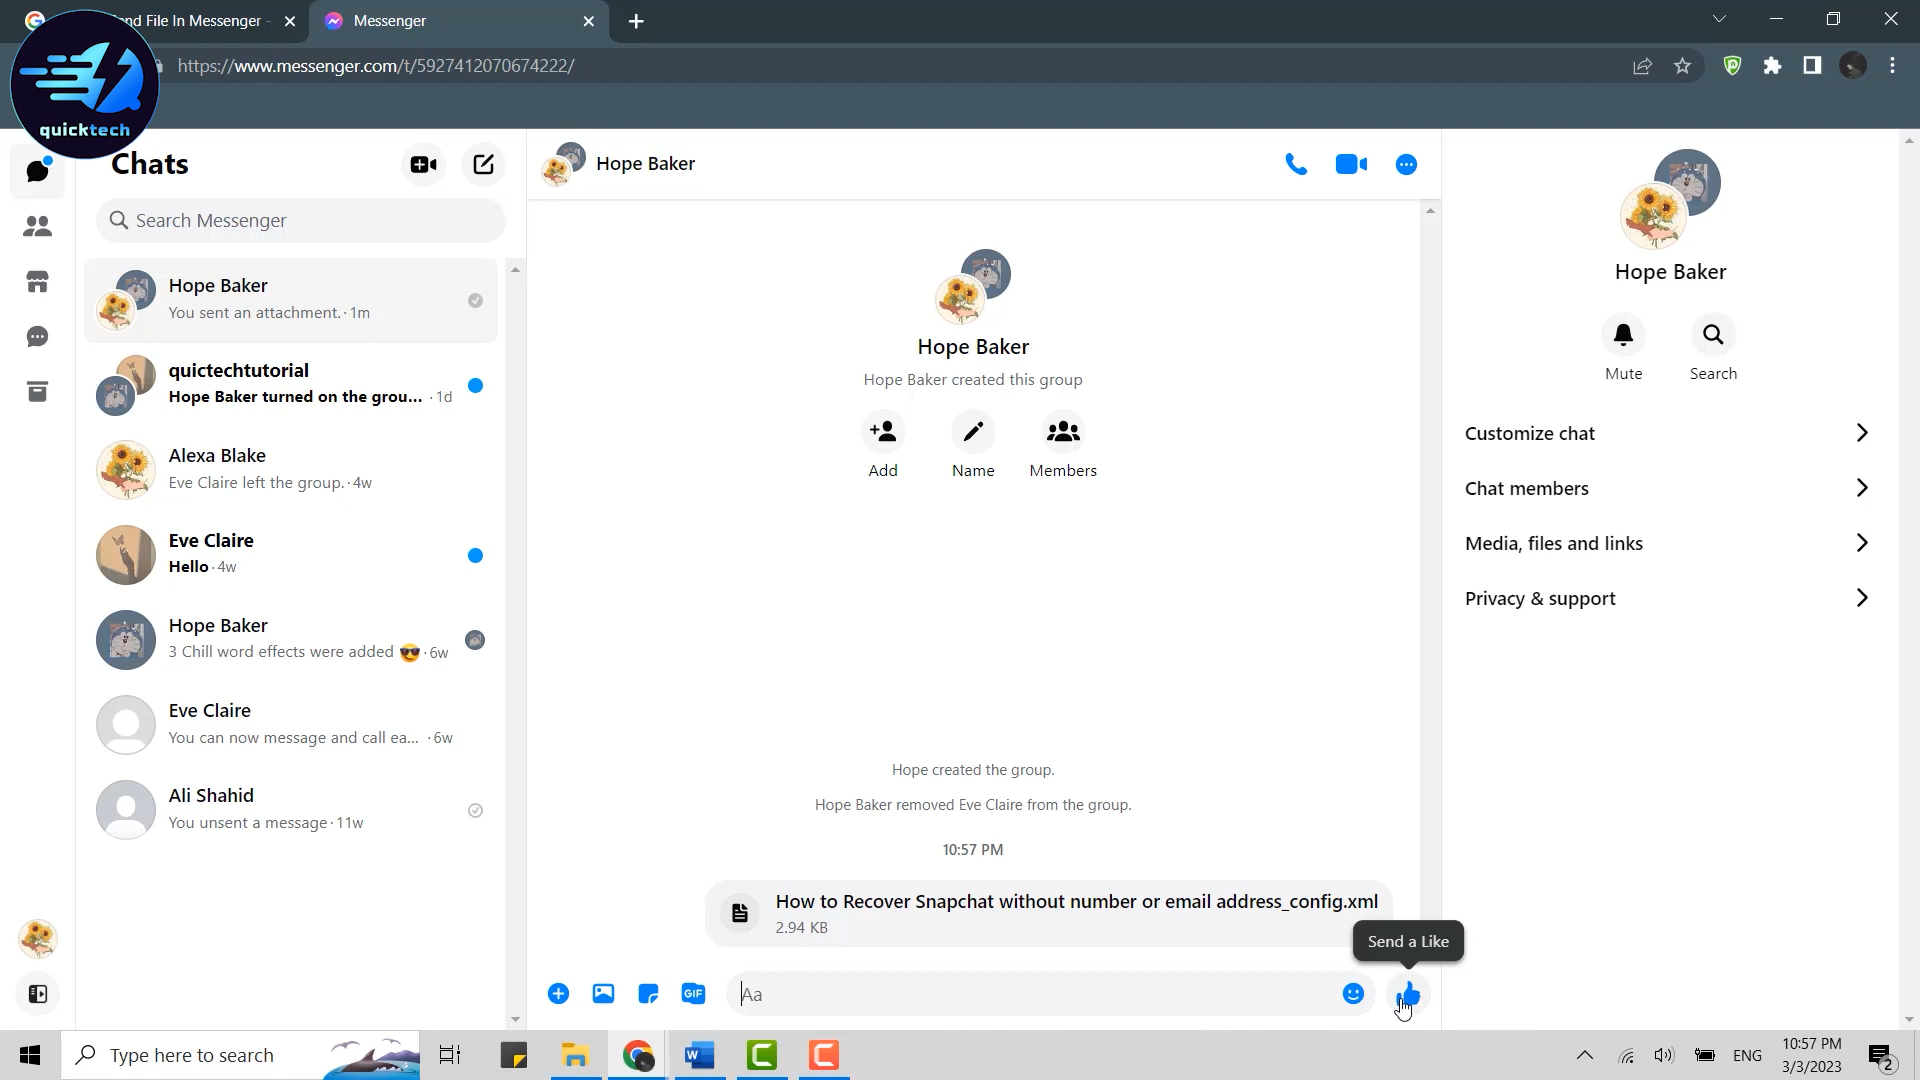 nd File In Messenger -
Messenger
https://www.messenger.com/t/5927412070674222/
quicktech
Chats
Search Messenger
Hope Baker
You sent an attachment. · 1m
quictechtutorial
Hope Baker turned on the grou... · 1d
Alexa Blake
Eve Claire left the group. · 4w
Eve Claire
Hello · 4w
Hope Baker
3 Chill word effects were added 😎 · 6w
Eve Claire
You can now message and call ea... · 6w
Ali Shahid
You unsent a message · 11w
Hope Baker
Hope Baker
Hope Baker created this group
Add
Name
Members
Hope created the group.
Hope Baker removed Eve Claire from the group.
10:57 PM
How to Recover Snapchat without number or email address_config.xml
2.94 KB
Send a Like
GIF
Aa
Hope Baker
Mute
Search
Customize chat
Chat members
Media, files and links
Privacy & support
Type here to search
ENG
10:57 PM
3/3/2023
2